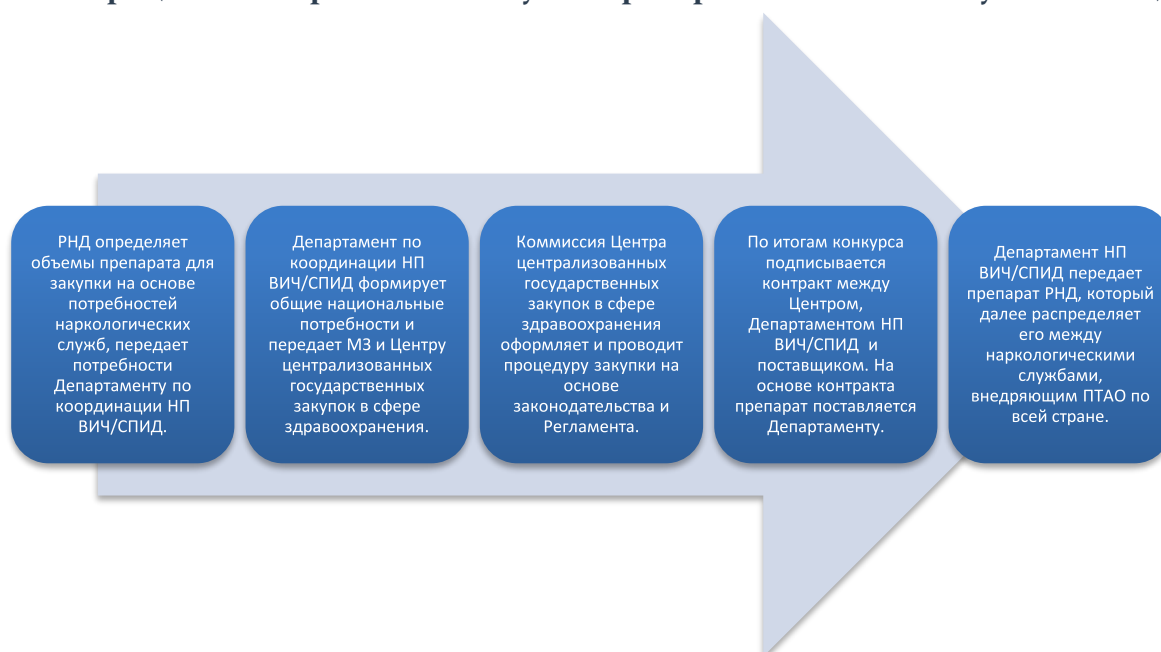 РНД определяет
объемы препарата для
закупки на основе
потребностей
наркологических
служб, передает
потребности
Департаменту по
координации НП
ВИЧ/СПИД.
Департамент по
координации НП
ВИЧ/СПИД формирует
общие национальные
потребности и
передает МЗ и Центру
централизованных
государственных
закупок в сфере
здравоохранения.
Коммиссия Центра
централизованных
государственных
закупок в сфере
здравоохранения
оформляет и проводит
процедуру закупки на
основе
законодательства и
Регламента.
По итогам конкурса
подписывается
контракт между
Центром,
Департаментом НП
ВИЧ/СПИД и
поставщиком. На
основе контракта
препарат поставляется
Департаменту.
Департамент НП
ВИЧ/СПИД передает
препарат РНД, который
далее распределяет
его между
наркологическими
службами,
внедряющим ПТАО по
всей стране.